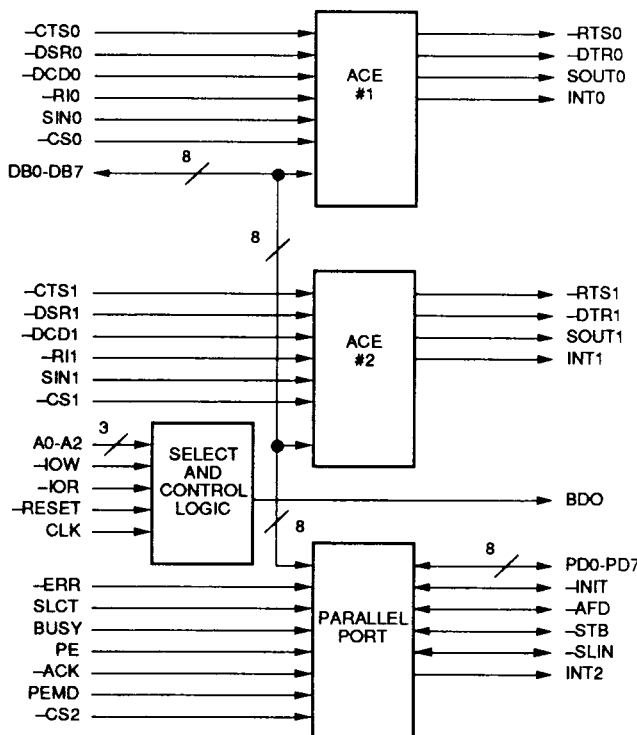 –CTS0
–DSR0
–DCD0
–RI0
SIN0
–CS0
DB0-DB7
8
ACE
#1
–RTS0
–DTR0
SOUT0
INT0
8
–CTS1
–DSR1
–DCD1
–RI1
SIN1
–CS1
ACE
#2
–RTS1
–DTR1
SOUT1
INT1
3
A0-A2
–IOW
–IOR
–RESET
CLK
SELECT
AND
CONTROL
LOGIC
BDO
8
–ERR
SLCT
BUSY
PE
–ACK
PEMD
–CS2
PARALLEL
PORT
8
PD0-PD7
–INIT
–AFD
–STB
–SLIN
INT2